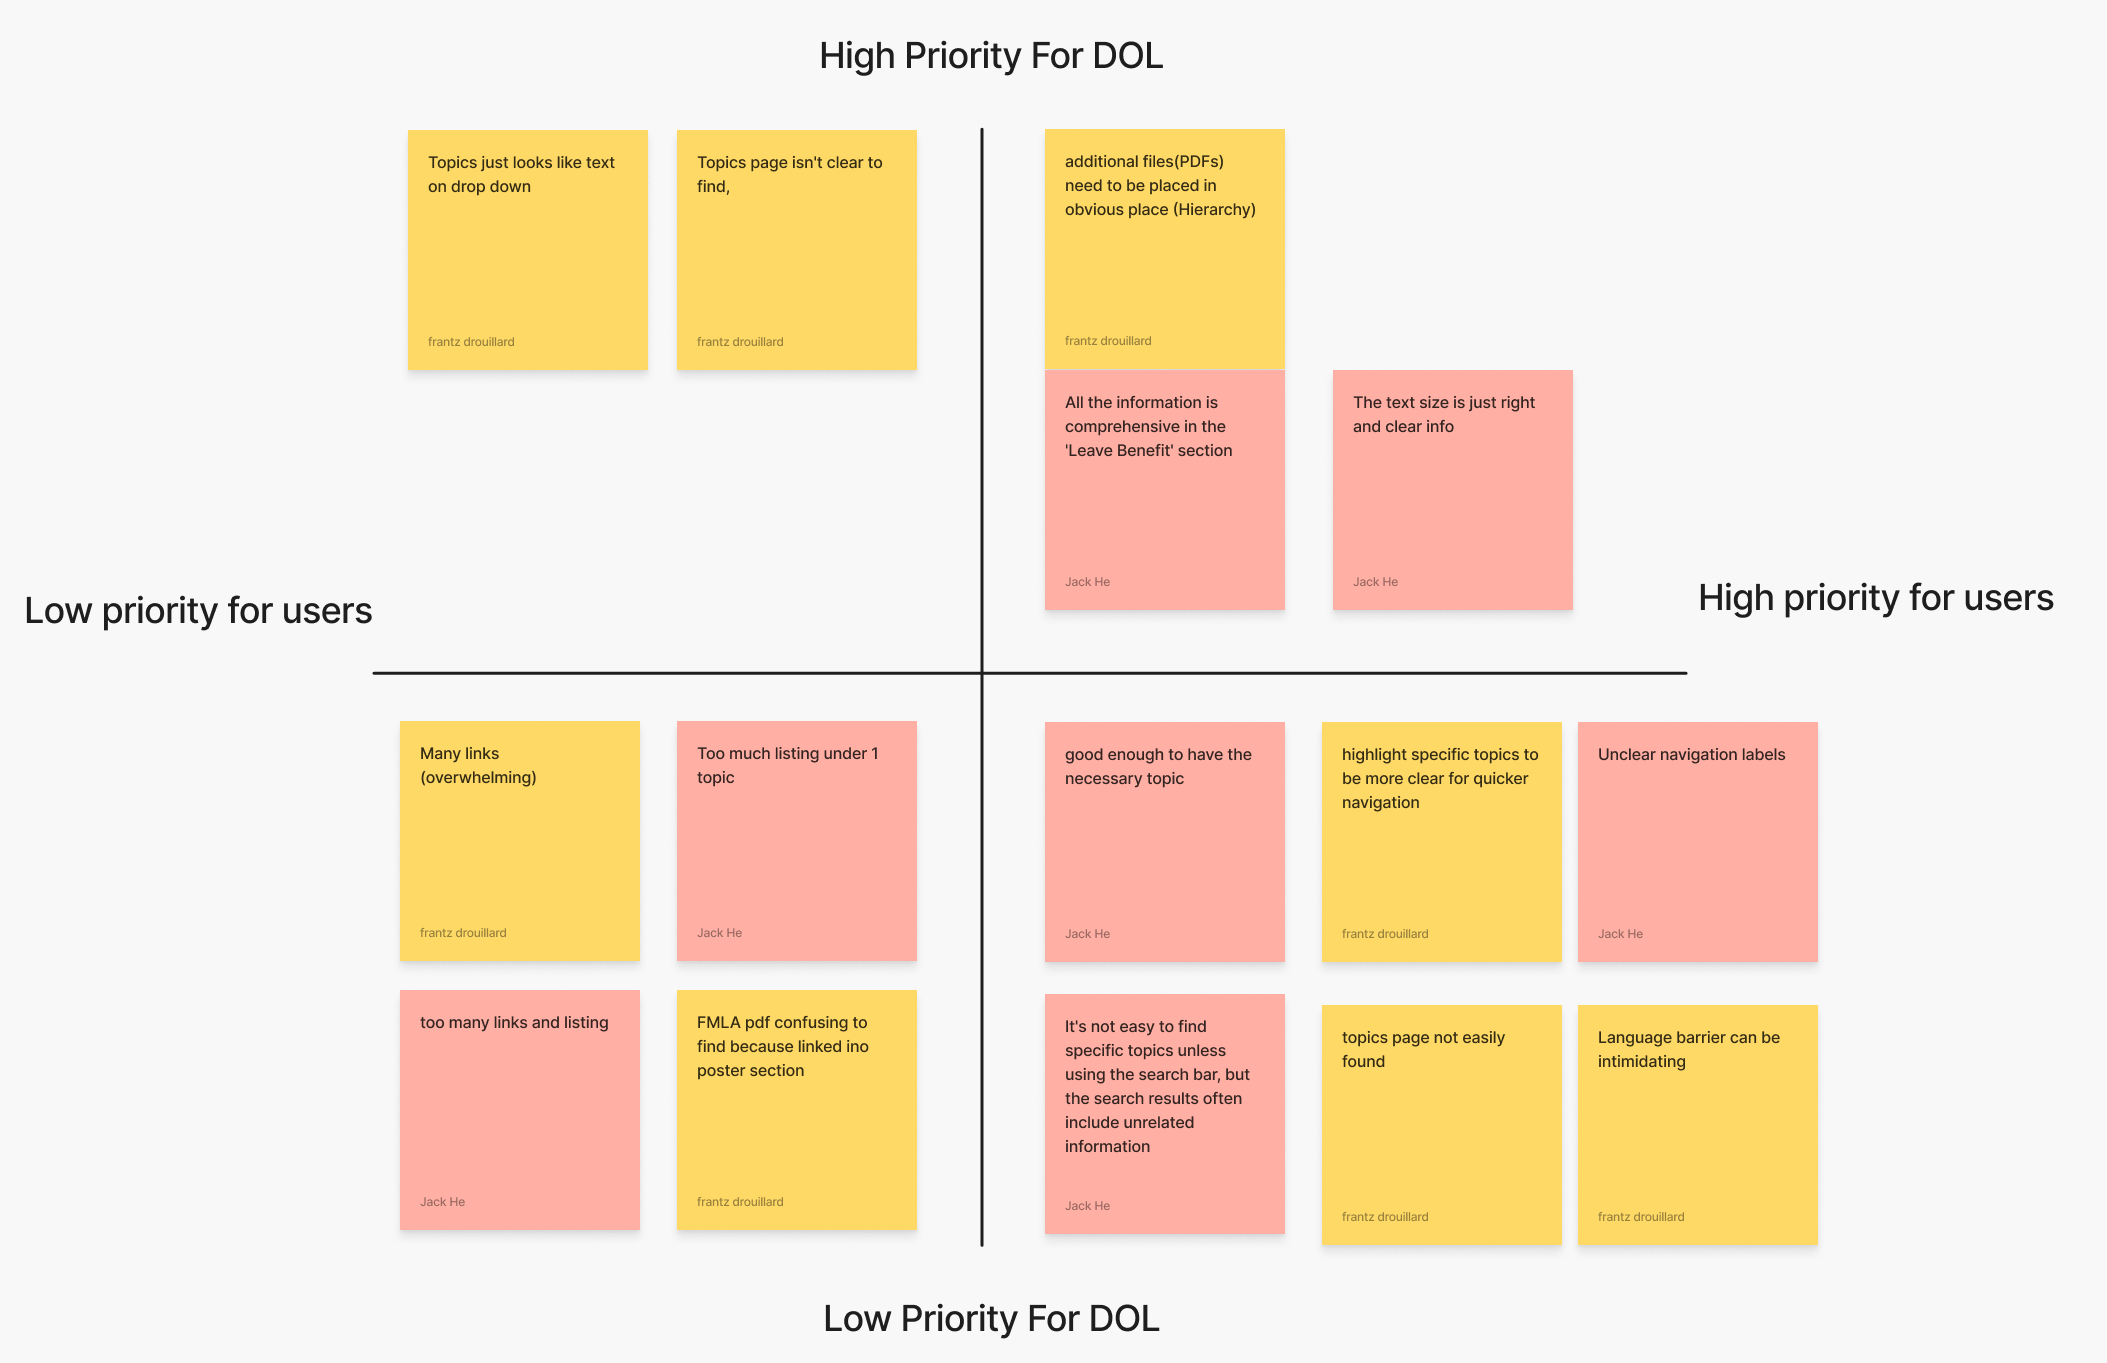 High Priority For DOL
Topics just looks like text
on drop down
frantz drouillard
Topics page isn't clear to
find,
frantz drouillard
additional files(PDFs)
need to be placed in
obvious place (Hierarchy)
frantz drouillard
All the information is
comprehensive in the
'Leave Benefit' section
Jack He
The text size is just right
and clear info
Jack He
Low priority for users
High priority for users
Many links
(overwhelming)
frantz drouillard
Too much listing under 1
topic
Jack He
good enough to have the
necessary topic
Jack He
highlight specific topics to
be more clear for quicker
navigation
frantz drouillard
Unclear navigation labels
Jack He
too many links and listing
Jack He
FMLA pdf confusing to
find because linked ino
poster section
frantz drouillard
It's not easy to find
specific topics unless
using the search bar, but
the search results often
include unrelated
information
Jack He
topics page not easily
found
frantz drouillard
Language barrier can be
intimidating
frantz drouillard
Low Priority For DOL